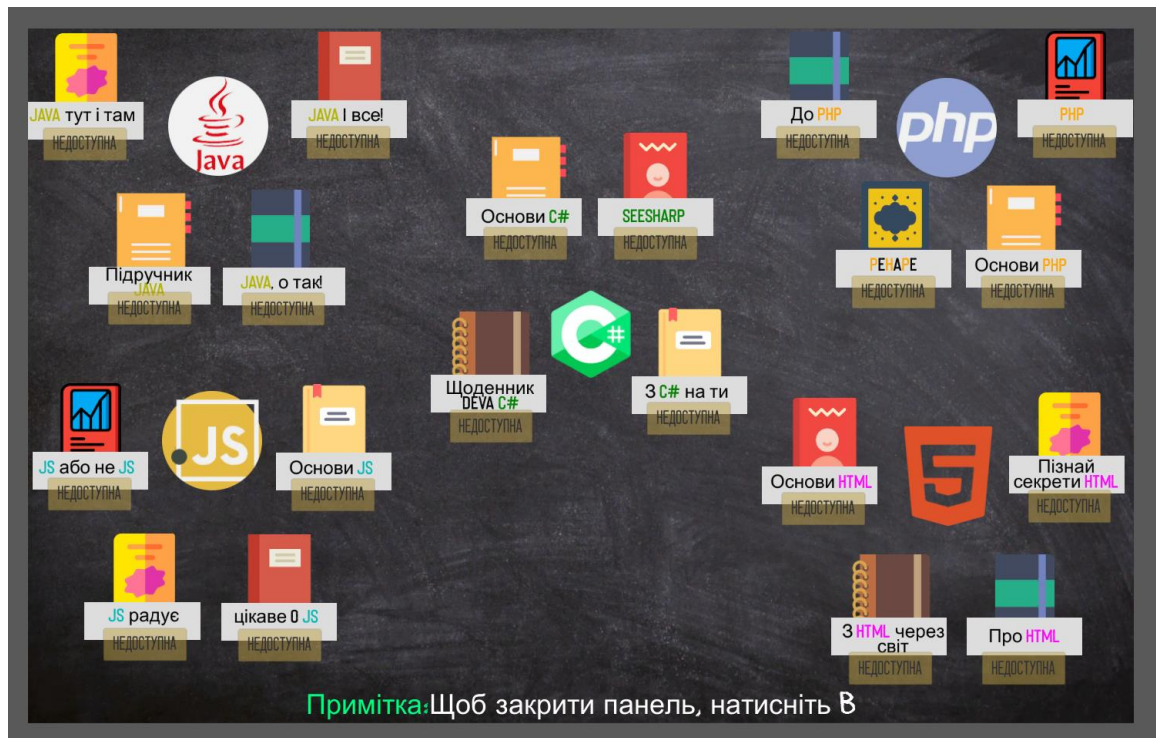 JAVA тут і там
НЕДОСТУПНА
Java
JAVA І все!
НЕДОСТУПНА
Підручник
JAVA
НЕДОСТУПНА
JAVA, о так!
НЕДОСТУПНА
Основи C#
НЕДОСТУПНА
SEESHARP
НЕДОСТУПНА
C#
Щоденник
DEVA C#
НЕДОСТУПНА
З C# на ти
НЕДОСТУПНА
До PHP
НЕДОСТУПНА
php
PHP
НЕДОСТУПНА
PEHAPE
НЕДОСТУПНА
Основи PHP
НЕДОСТУПНА
JS або не JS
НЕДОСТУПНА
.JS
Основи JS
НЕДОСТУПНА
JS радує
НЕДОСТУПНА
цікаве О JS
НЕДОСТУПНА
Основи HTML
НЕДОСТУПНА
5
Пізнай
секрети HTML
НЕДОСТУПНА
З HTML через
світ
НЕДОСТУПНА
Про HTML
НЕДОСТУПНА
Примітка:Щоб закрити панель, натисніть B